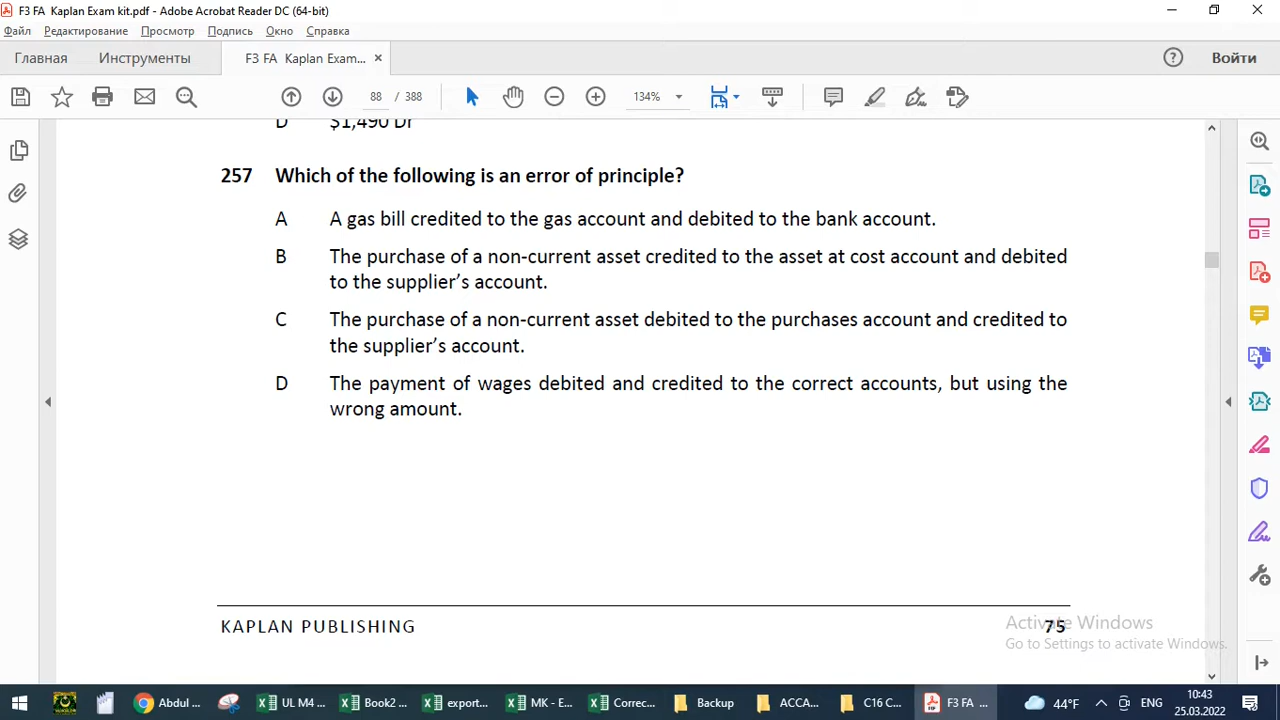 F3 FA Kaplan Exam kit.pdf - Adobe Acrobat Reader DC (64-bit)
Файл Редактирование Просмотр Подпись Окно Справка
Главная Инструменты F3 FA Kaplan Exam... × Войти
88 / 388 134%
D $1,490 Dr
257 Which of the following is an error of principle?
A A gas bill credited to the gas account and debited to the bank account.
B The purchase of a non-current asset credited to the asset at cost account and debited
to the supplier’s account.
C The purchase of a non-current asset debited to the purchases account and credited to
the supplier’s account.
D The payment of wages debited and credited to the correct accounts, but using the
wrong amount.
KAPLAN PUBLISHING 75
Activate Windows
Go to Settings to activate Windows.
Abdul ... UL M4 ... Book2 ... export... MK - E... Correc... Backup ACCA... C16 C... F3 FA ... 44°F ENG 10:43
25.03.2022